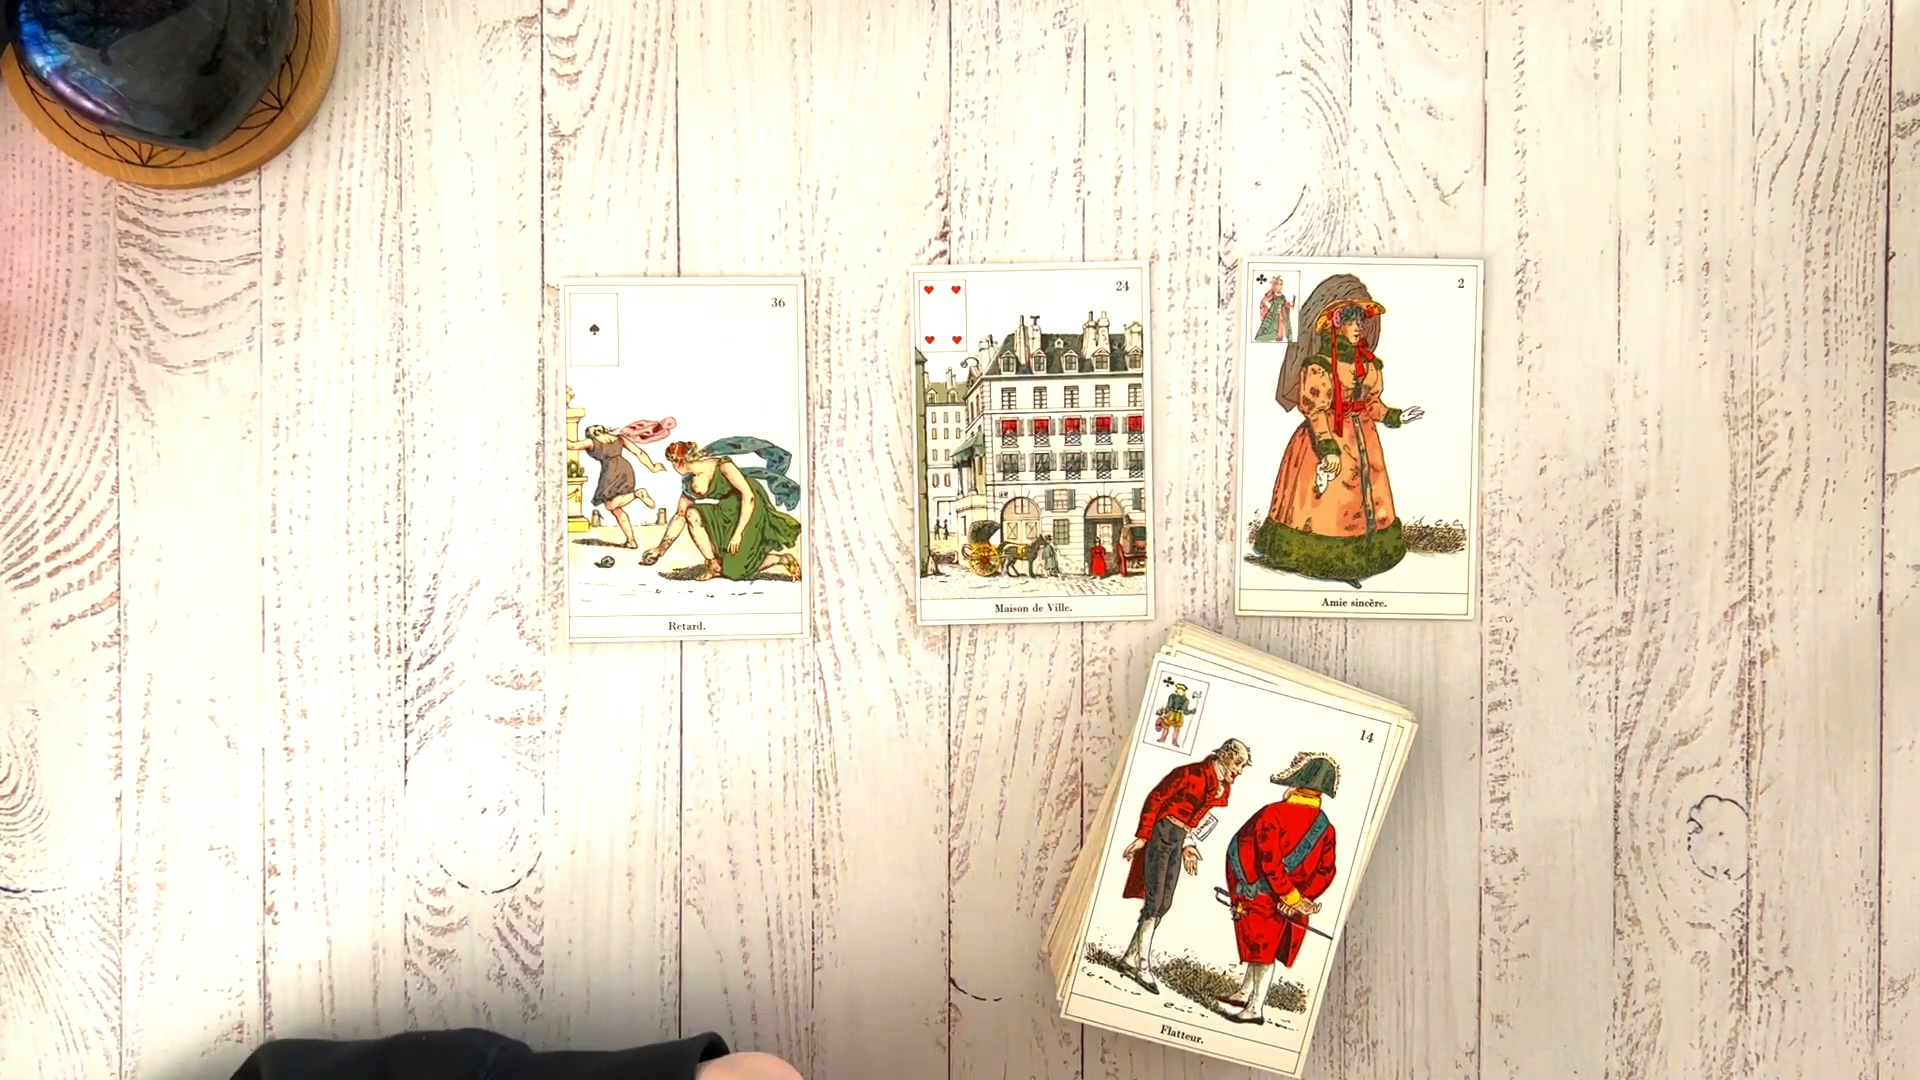 36
Retard.
24
Maison de Ville.
2
Amie sincère.
14
Flatteur.